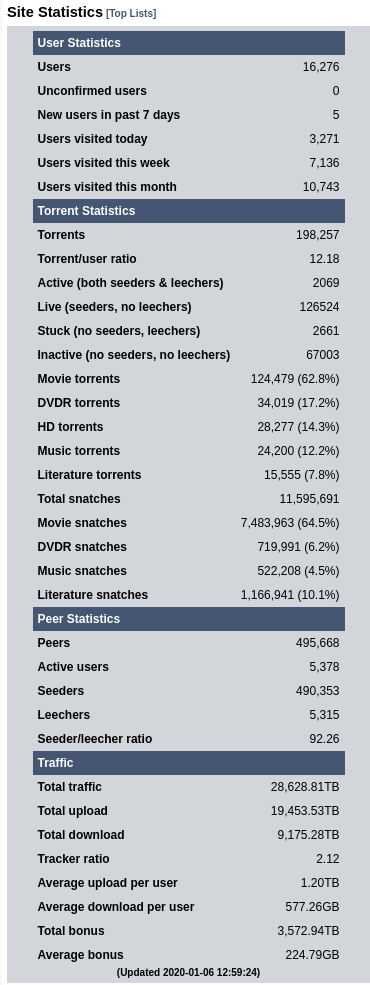 Site Statistics [Top Lists]
User Statistics
Users 16,276
Unconfirmed users 0
New users in past 7 days 5
Users visited today 3,271
Users visited this week 7,136
Users visited this month 10,743
Torrent Statistics
Torrents 198,257
Torrent/user ratio 12.18
Active (both seeders & leechers) 2069
Live (seeders, no leechers) 126524
Stuck (no seeders, leechers) 2661
Inactive (no seeders, no leechers) 67003
Movie torrents 124,479 (62.8%)
DVDR torrents 34,019 (17.2%)
HD torrents 28,277 (14.3%)
Music torrents 24,200 (12.2%)
Literature torrents 15,555 (7.8%)
Total snatches 11,595,691
Movie snatches 7,483,963 (64.5%)
DVDR snatches 719,991 (6.2%)
Music snatches 522,208 (4.5%)
Literature snatches 1,166,941 (10.1%)
Peer Statistics
Peers 495,668
Active users 5,378
Seeders 490,353
Leechers 5,315
Seeder/leecher ratio 92.26
Traffic
Total traffic 28,628.81TB
Total upload 19,453.53TB
Total download 9,175.28TB
Tracker ratio 2.12
Average upload per user 1.20TB
Average download per user 577.26GB
Total bonus 3,572.94TB
Average bonus 224.79GB
(Updated 2020-01-06 12:59:24)